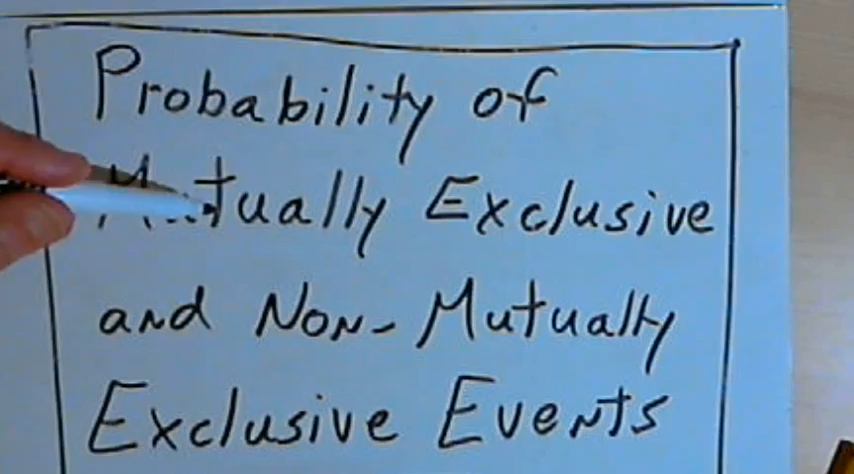 Probability of
Mutually Exclusive
and Non-Mutually
Exclusive Events